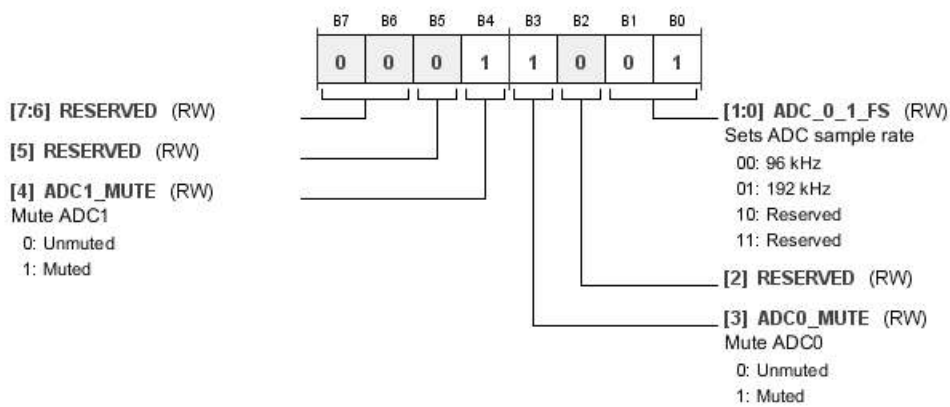 B7 B6 B5 B4 B3 B2 B1 B0
0 0 0 1 1 0 0 1
[7:6] RESERVED (RW)
[5] RESERVED (RW)
[4] ADC1_MUTE (RW)
Mute ADC1
0: Unmuted
1: Muted
[1:0] ADC_0_1_FS (RW)
Sets ADC sample rate
00: 96 kHz
01: 192 kHz
10: Reserved
11: Reserved
[2] RESERVED (RW)
[3] ADC0_MUTE (RW)
Mute ADC0
0: Unmuted
1: Muted